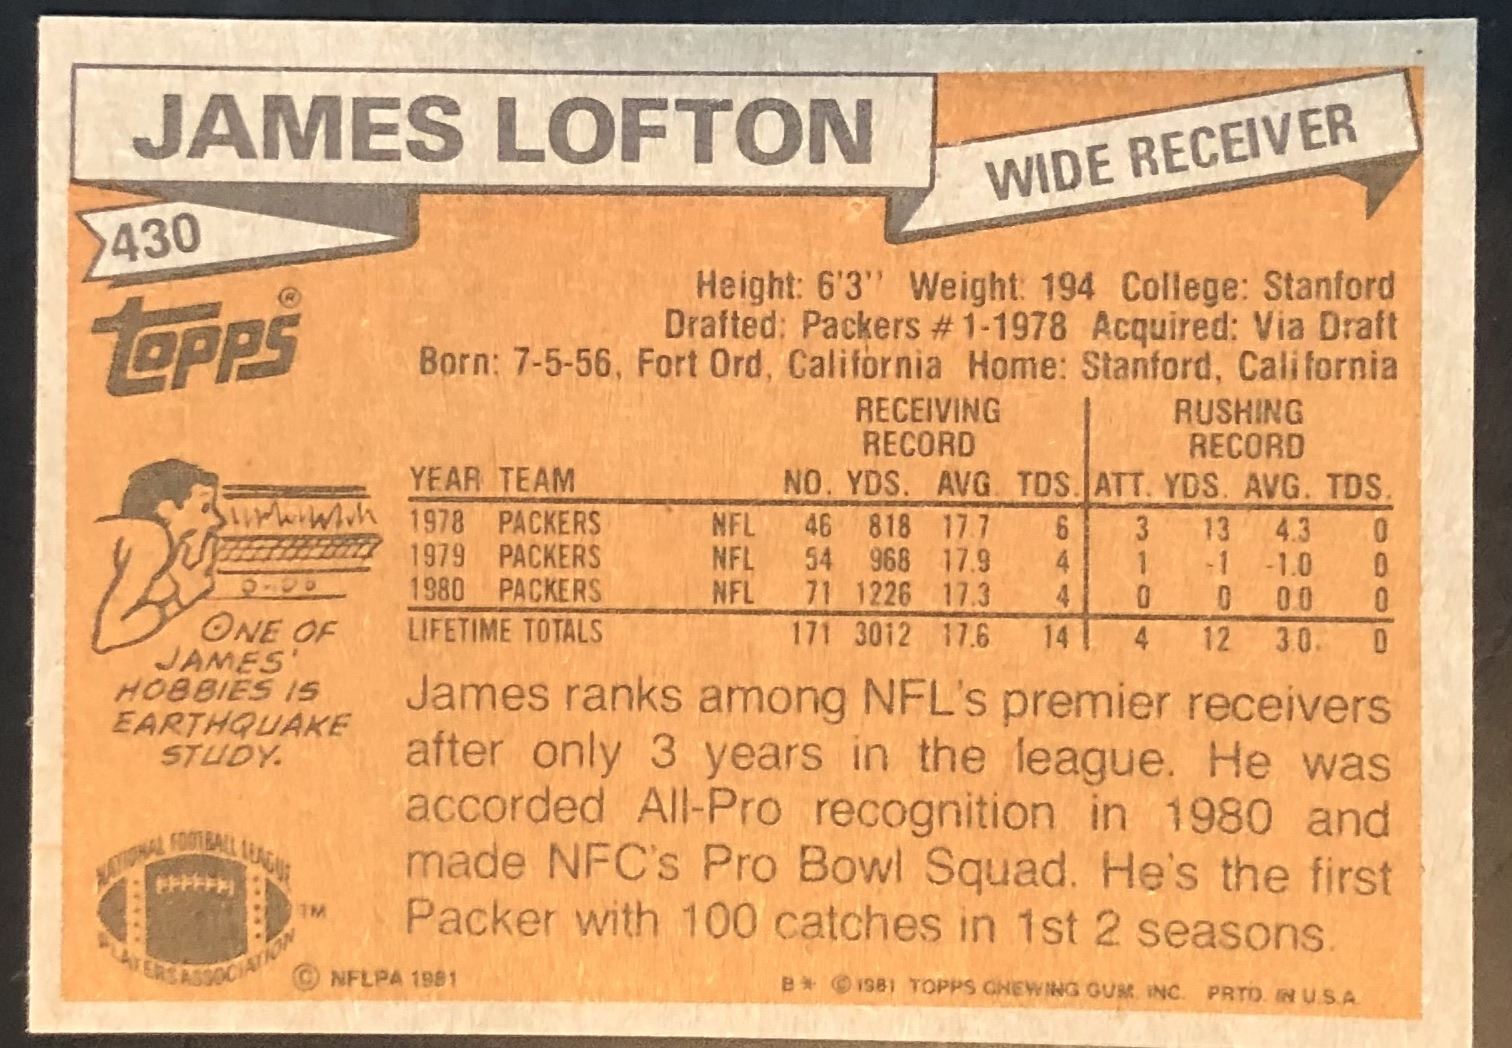 JAMES LOFTON
WIDE RECEIVER
430
TOPPS®
Height: 6'3" Weight: 194 College: Stanford
Drafted: Packers #1-1978 Acquired: Via Draft
Born: 7-5-56, Fort Ord, California Home: Stanford, California
RECEIVING RECORD RUSHING RECORD
YEAR TEAM NO. YDS. AVG. TDS. ATT. YDS. AVG. TDS.
1978 PACKERS NFL 46 818 17.7 6 3 13 4.3 0
1979 PACKERS NFL 54 968 17.9 4 1 -1 -1.0 0
1980 PACKERS NFL 71 1226 17.3 4 0 0 0.0 0
LIFETIME TOTALS 171 3012 17.6 14 4 12 3.0 0
ONE OF
JAMES'
HOBBIES IS
EARTHQUAKE
STUDY.
James ranks among NFL's premier receivers
after only 3 years in the league. He was
accorded All-Pro recognition in 1980 and
made NFC's Pro Bowl Squad. He's the first
Packer with 100 catches in 1st 2 seasons.
NATIONAL FOOTBALL LEAGUE
PLAYERS ASSOCIATION
TM
© NFLPA 1981
B* © 1981 TOPPS CHEWING GUM, INC. PRTD. IN U.S.A.